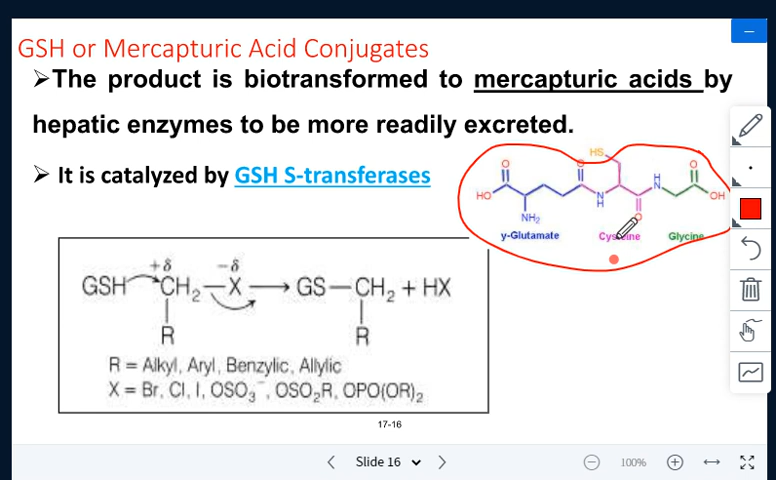 GSH or Mercapturic Acid Conjugates
➢The product is biotransformed to mercapturic acids by
hepatic enzymes to be more readily excreted.
➢ It is catalyzed by GSH S-transferases
HS
O
O
O
HO
N
H
H
N
OH
NH₂
O
γ-Glutamate
Cysteine
Glycine
+δ −δ
GSH CH₂—X ⟶ GS—CH₂ + HX
R R
R = Alkyl, Aryl, Benzylic, Allylic
X = Br, Cl, I, OSO₃⁻, OSO₂R, OPO(OR)₂
17-16
Slide 16
100%